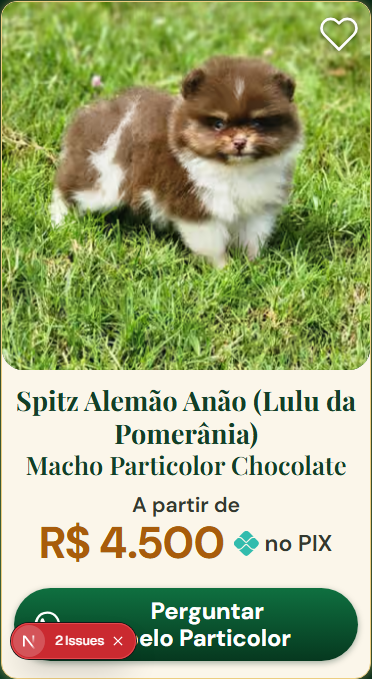 Spitz Alemão Anão (Lulu da
Pomerânia)
Macho Particolor Chocolate
A partir de
R$ 4.500 no PIX
Perguntar
pelo Particolor
N 2 Issues ×